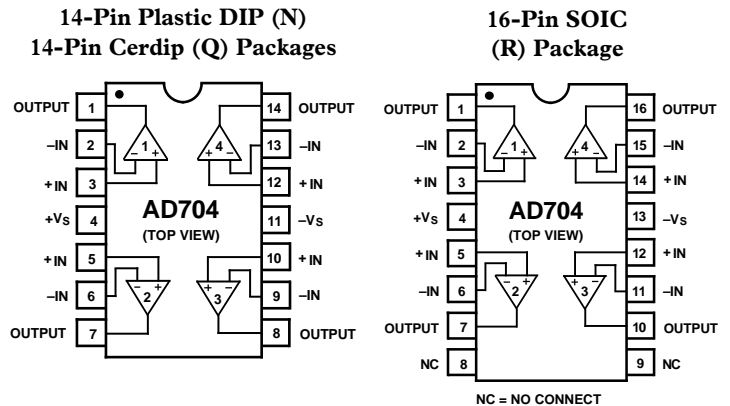 14-Pin Plastic DIP (N)
14-Pin Cerdip (Q) Packages
OUTPUT 1 14 OUTPUT
–IN 2 – 1 + + 4 – 13 –IN
+IN 3 12 +IN
+VS 4 AD704 11 –VS
(TOP VIEW)
+IN 5 10 +IN
–IN 6 – 2 + + 3 – 9 –IN
OUTPUT 7 8 OUTPUT
16-Pin SOIC
(R) Package
OUTPUT 1 16 OUTPUT
–IN 2 – 1 + + 4 – 15 –IN
+IN 3 14 +IN
+VS 4 AD704 13 –VS
(TOP VIEW)
+IN 5 12 +IN
–IN 6 – 2 + + 3 – 11 –IN
OUTPUT 7 10 OUTPUT
NC 8 9 NC
NC = NO CONNECT